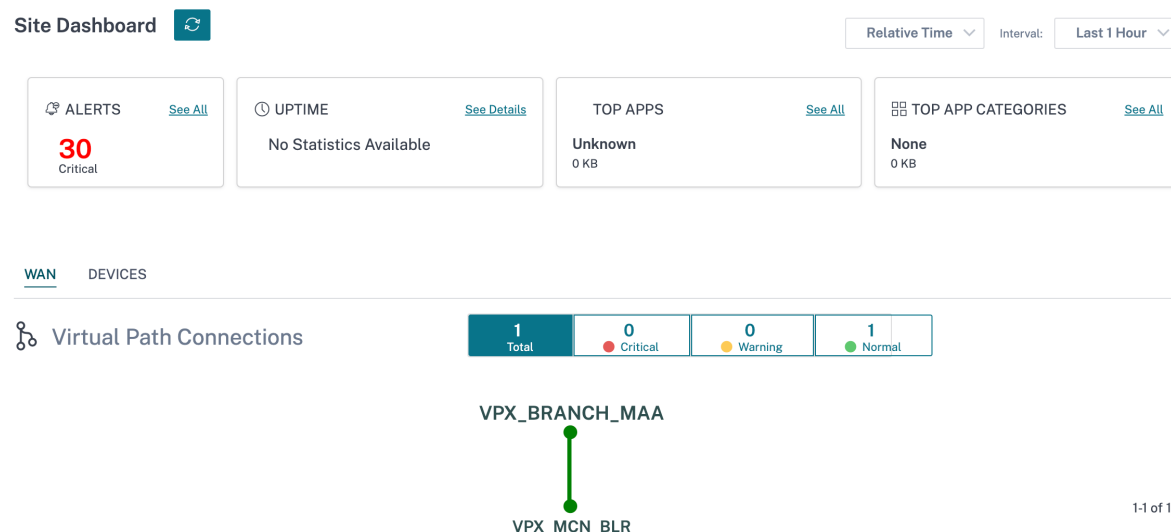 Site Dashboard
Relative Time
Interval:
Last 1 Hour
ALERTS
See All
30
Critical
UPTIME
See Details
No Statistics Available
TOP APPS
See All
Unknown
0 KB
TOP APP CATEGORIES
See All
None
0 KB
WAN
DEVICES
Virtual Path Connections
1
Total
0
Critical
0
Warning
1
Normal
VPX_BRANCH_MAA
1-1 of 1
VPX_MCN_BLR